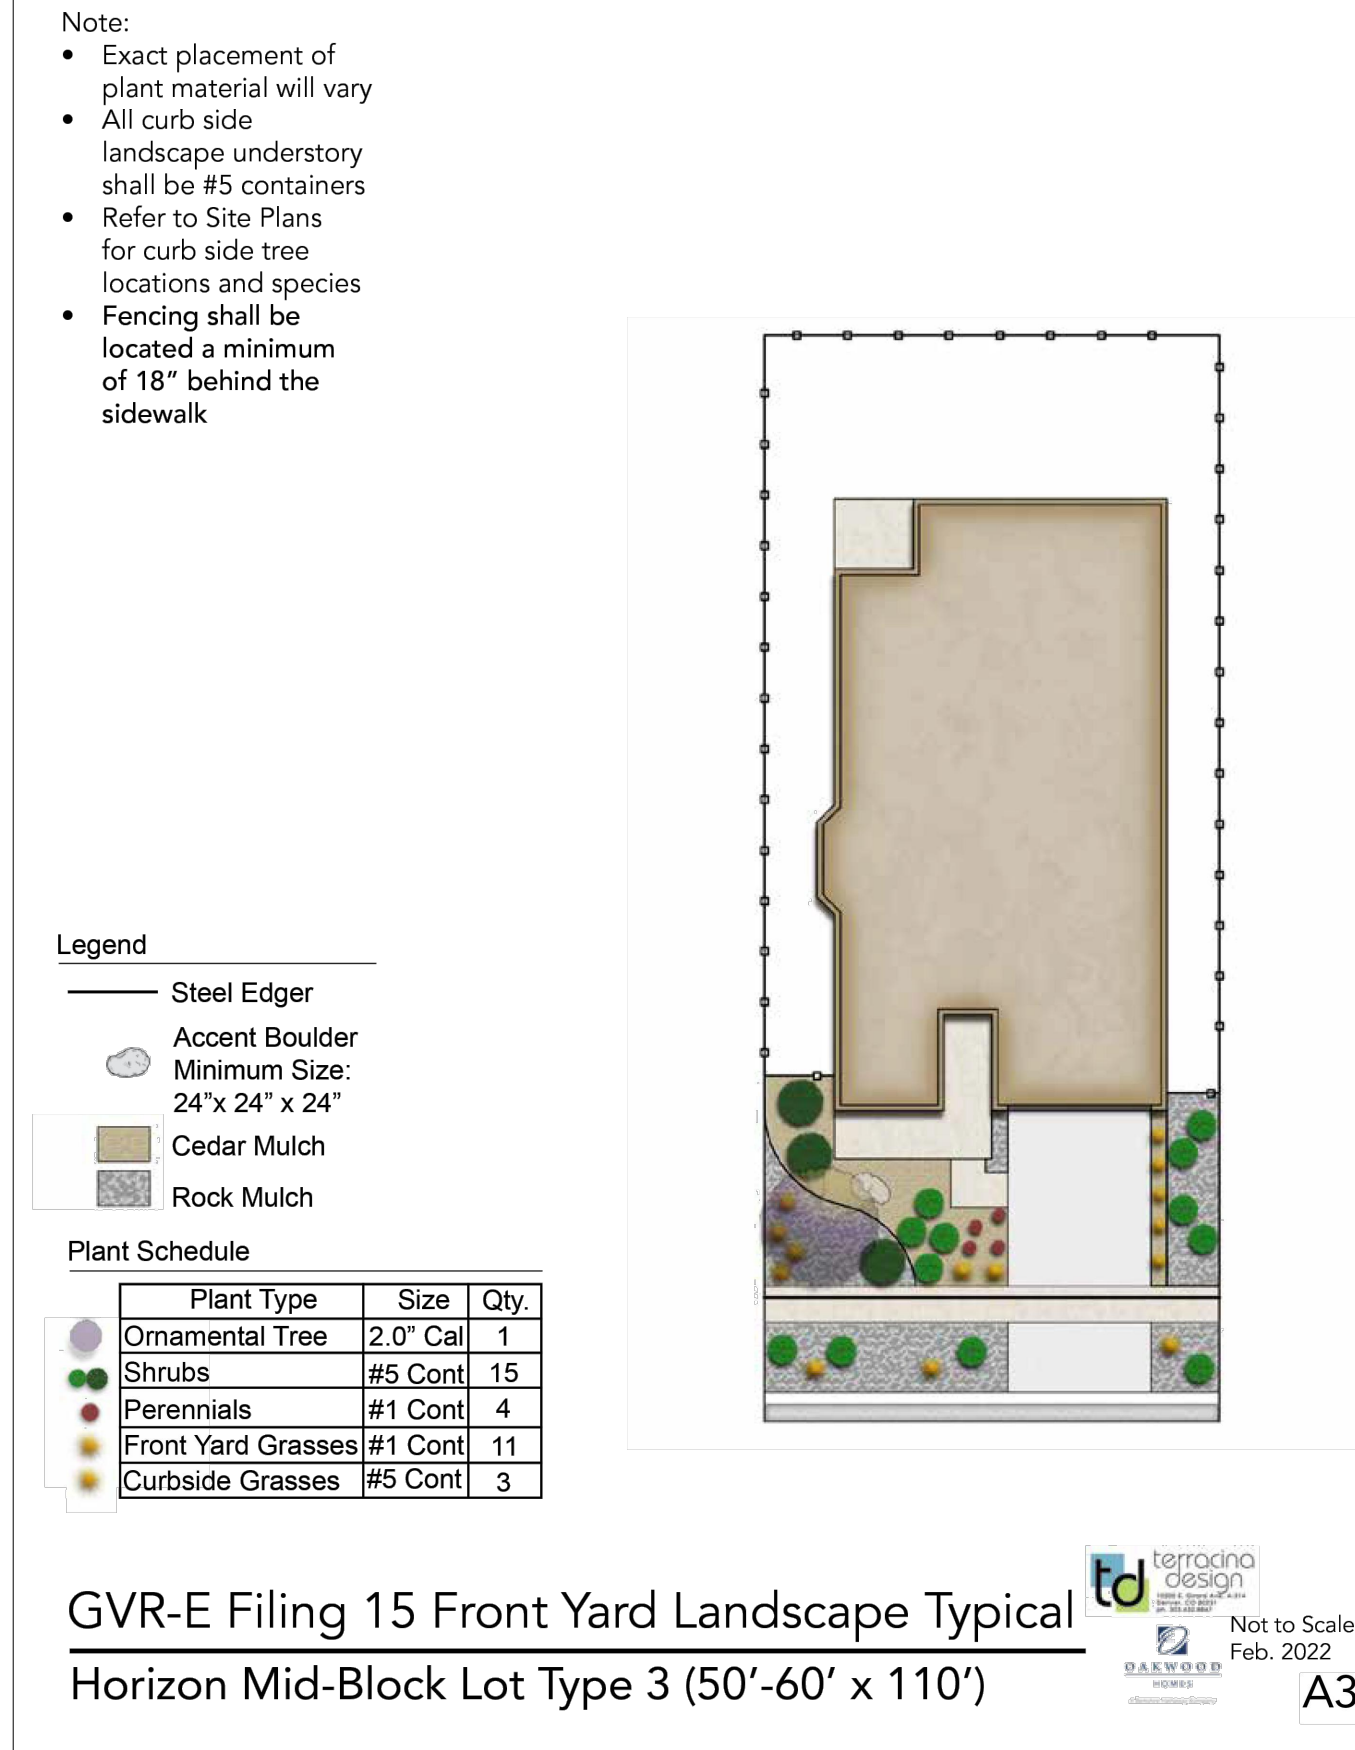 Note:
• Exact placement of
plant material will vary
• All curb side
landscape understory
shall be #5 containers
• Refer to Site Plans
for curb side tree
locations and species
• Fencing shall be
located a minimum
of 18” behind the
sidewalk
Legend
Steel Edger
Accent Boulder
Minimum Size:
24”x 24” x 24”
Cedar Mulch
Rock Mulch
Plant Schedule
Plant Type Size Qty.
Ornamental Tree 2.0” Cal 1
Shrubs #5 Cont 15
Perennials #1 Cont 4
Front Yard Grasses #1 Cont 11
Curbside Grasses #5 Cont 3
GVR-E Filing 15 Front Yard Landscape Typical
Horizon Mid-Block Lot Type 3 (50’-60’ x 110’)
td
terracina
design
OAKWOOD
HOMES
Not to Scale
Feb. 2022
A3